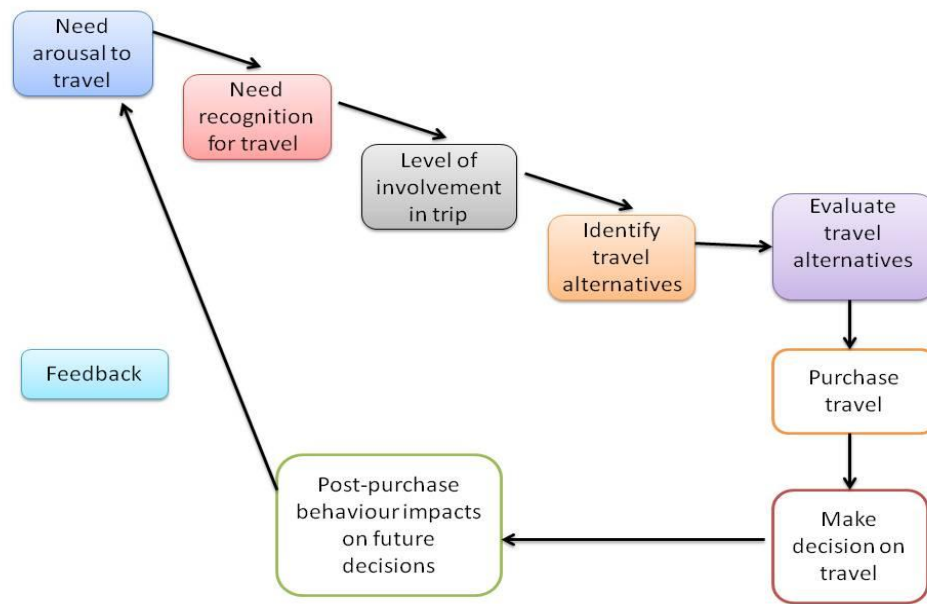 Need
arousal to
travel
Need
recognition
for travel
Level of
involvement
in trip
Identify
travel
alternatives
Evaluate
travel
alternatives
Purchase
travel
Make
decision on
travel
Post-purchase
behaviour impacts
on future
decisions
Feedback